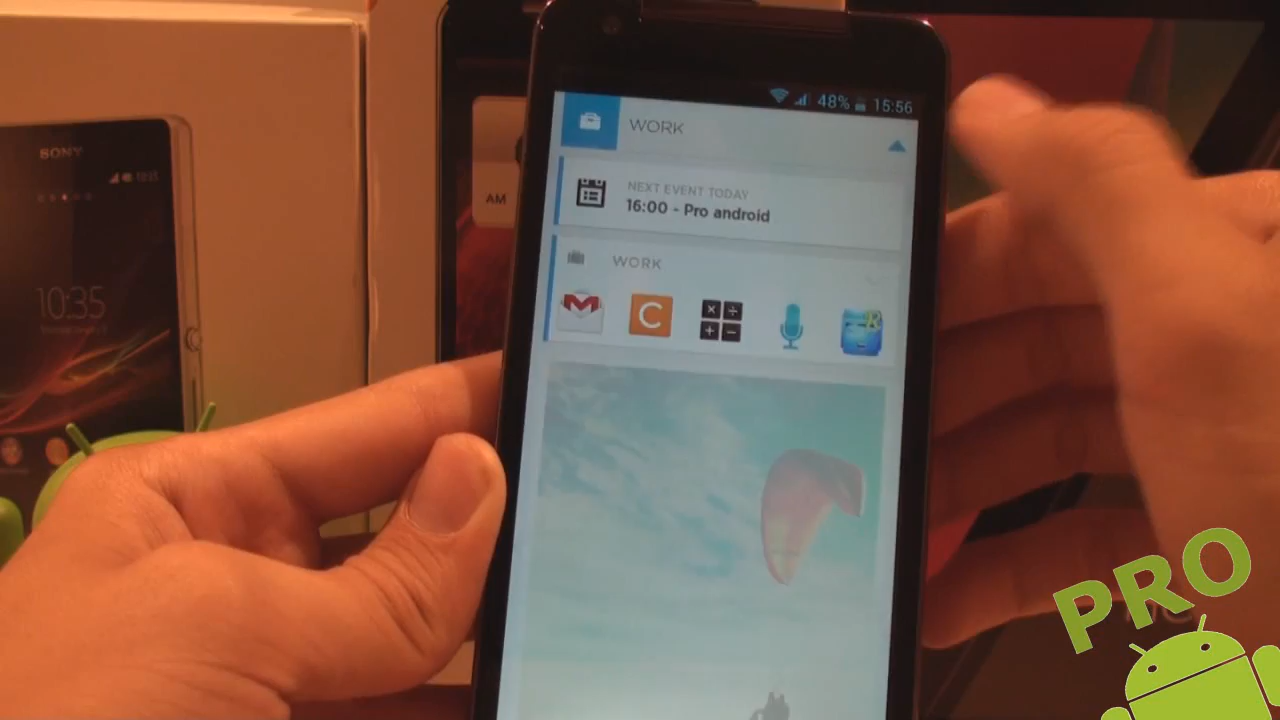 SONY
10:35
AM
48% 15:56
WORK
NEXT EVENT TODAY
16:00 - Pro android
WORK
C
PRO